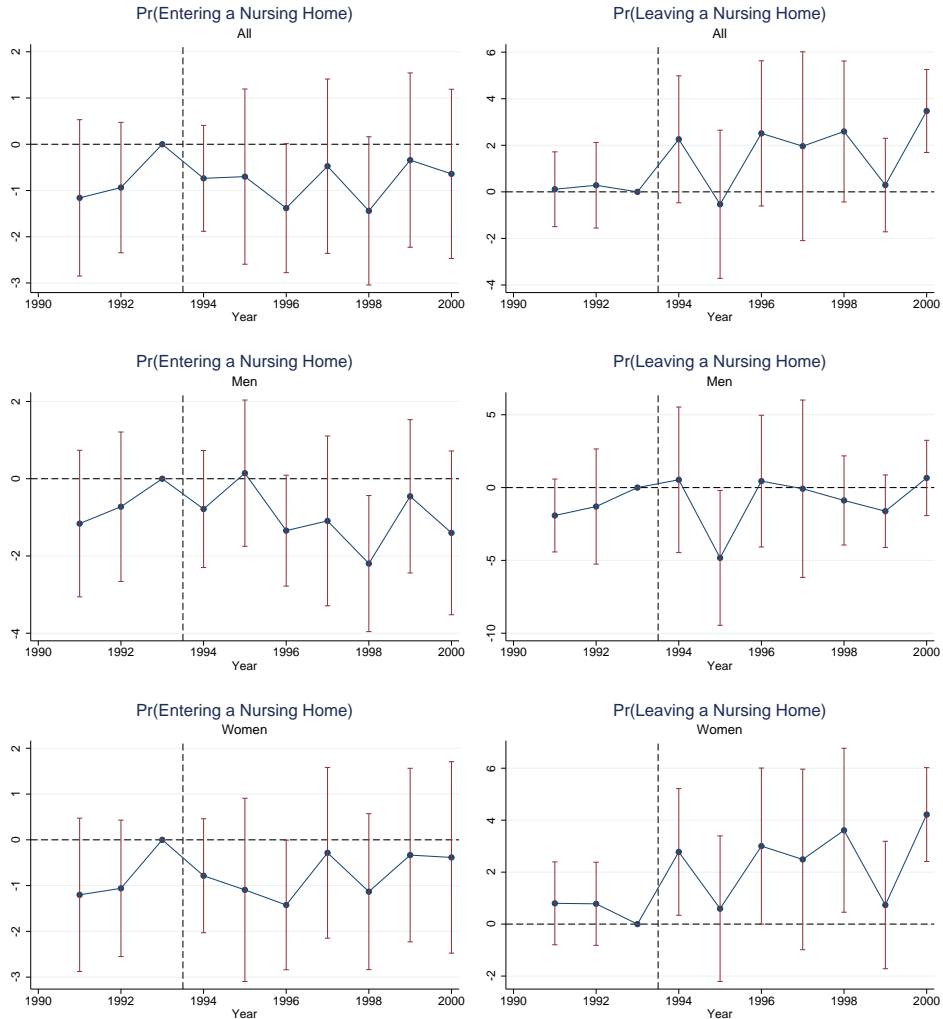 Pr(Entering a Nursing Home)
All
2
1
0
-1
-2
-3
1990 1992 1994 1996 1998 2000
Year
Pr(Leaving a Nursing Home)
All
6
4
2
0
-2
-4
1990 1992 1994 1996 1998 2000
Year
Pr(Entering a Nursing Home)
Men
2
0
-2
-4
1990 1992 1994 1996 1998 2000
Year
Pr(Leaving a Nursing Home)
Men
5
0
-5
-10
1990 1992 1994 1996 1998 2000
Year
Pr(Entering a Nursing Home)
Women
2
1
0
-1
-2
-3
1990 1992 1994 1996 1998 2000
Year
Pr(Leaving a Nursing Home)
Women
6
4
2
0
-2
1990 1992 1994 1996 1998 2000
Year